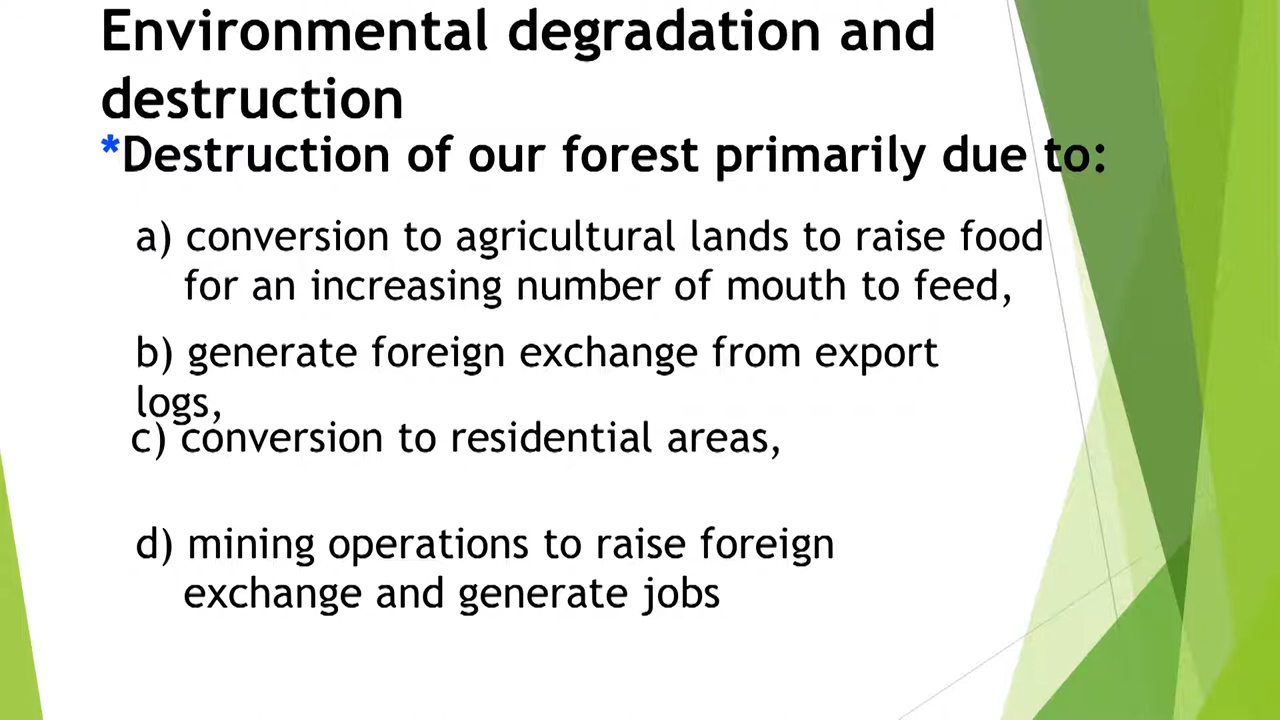 Environmental degradation and
destruction
*Destruction of our forest primarily due to:
a) conversion to agricultural lands to raise food
for an increasing number of mouth to feed,
b) generate foreign exchange from export
logs,
c) conversion to residential areas,
d) mining operations to raise foreign
exchange and generate jobs